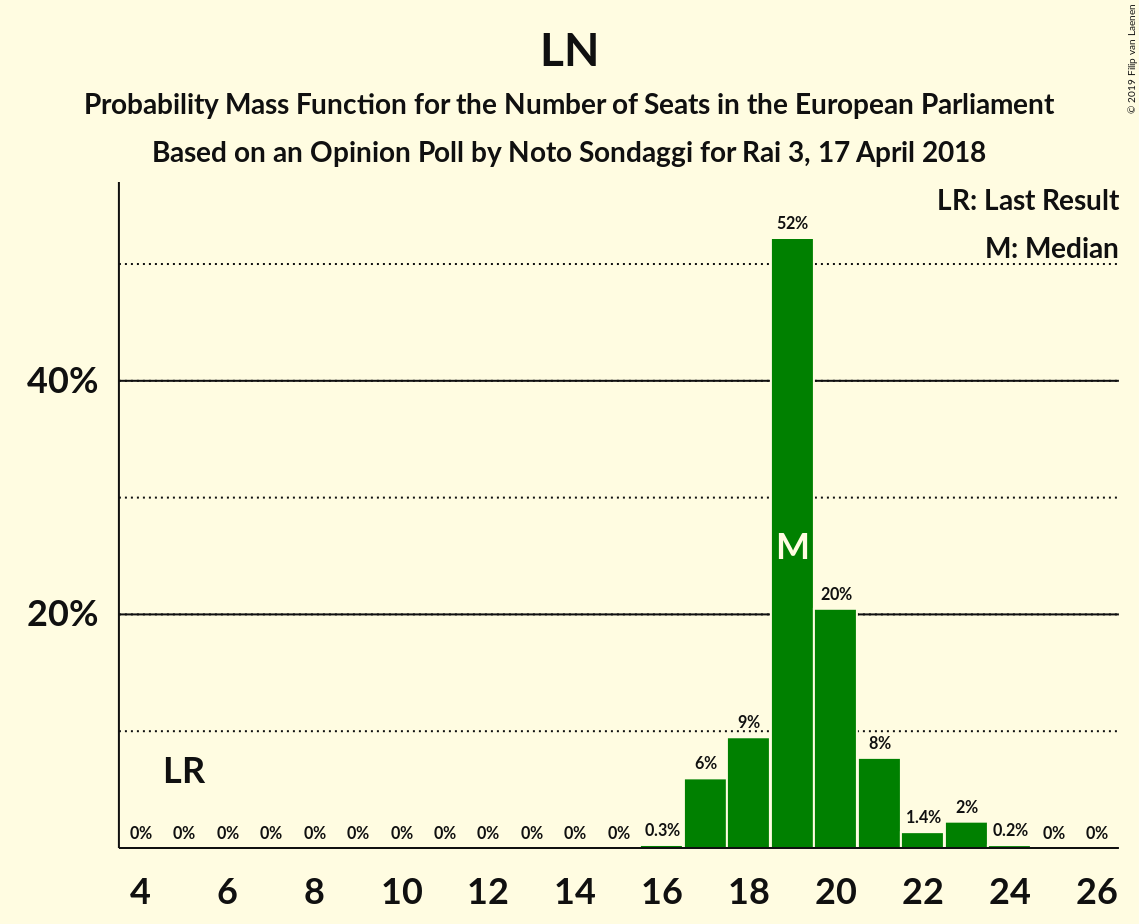 LN
Probability Mass Function for the Number of Seats in the European Parliament
Based on an Opinion Poll by Noto Sondaggi for Rai 3, 17 April 2018
© 2019 Filip van Laenen
LR: Last Result
M: Median
52%
40%
M
20%
20%
9%
8%
6%
LR
2%
1.4%
0% 0% 0% 0% 0% 0% 0% 0% 0% 0% 0% 0% 0.3% 0.2% 0% 0%
4 6 8 10 12 14 16 18 20 22 24 26